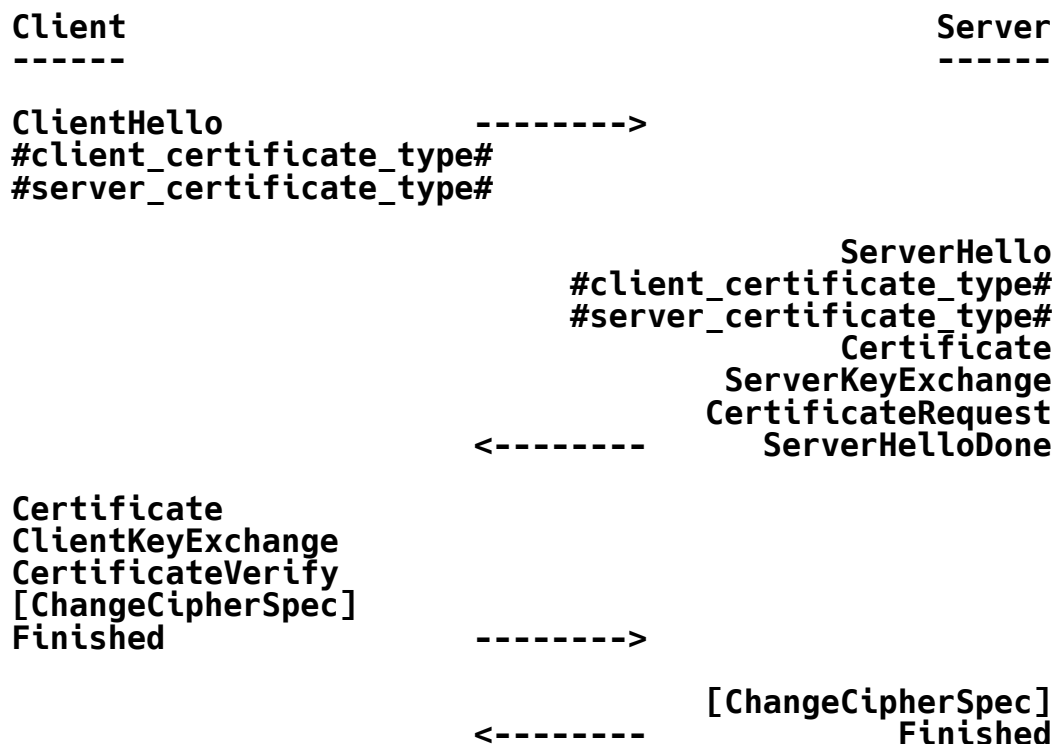 Client                                          Server
------                                          ------
ClientHello             -------->
#client_certificate_type#
#server_certificate_type#
ServerHello
#client_certificate_type#
#server_certificate_type#
Certificate
ServerKeyExchange
CertificateRequest
<--------      ServerHelloDone
Certificate
ClientKeyExchange
CertificateVerify
[ChangeCipherSpec]
Finished                -------->
[ChangeCipherSpec]
<--------             Finished